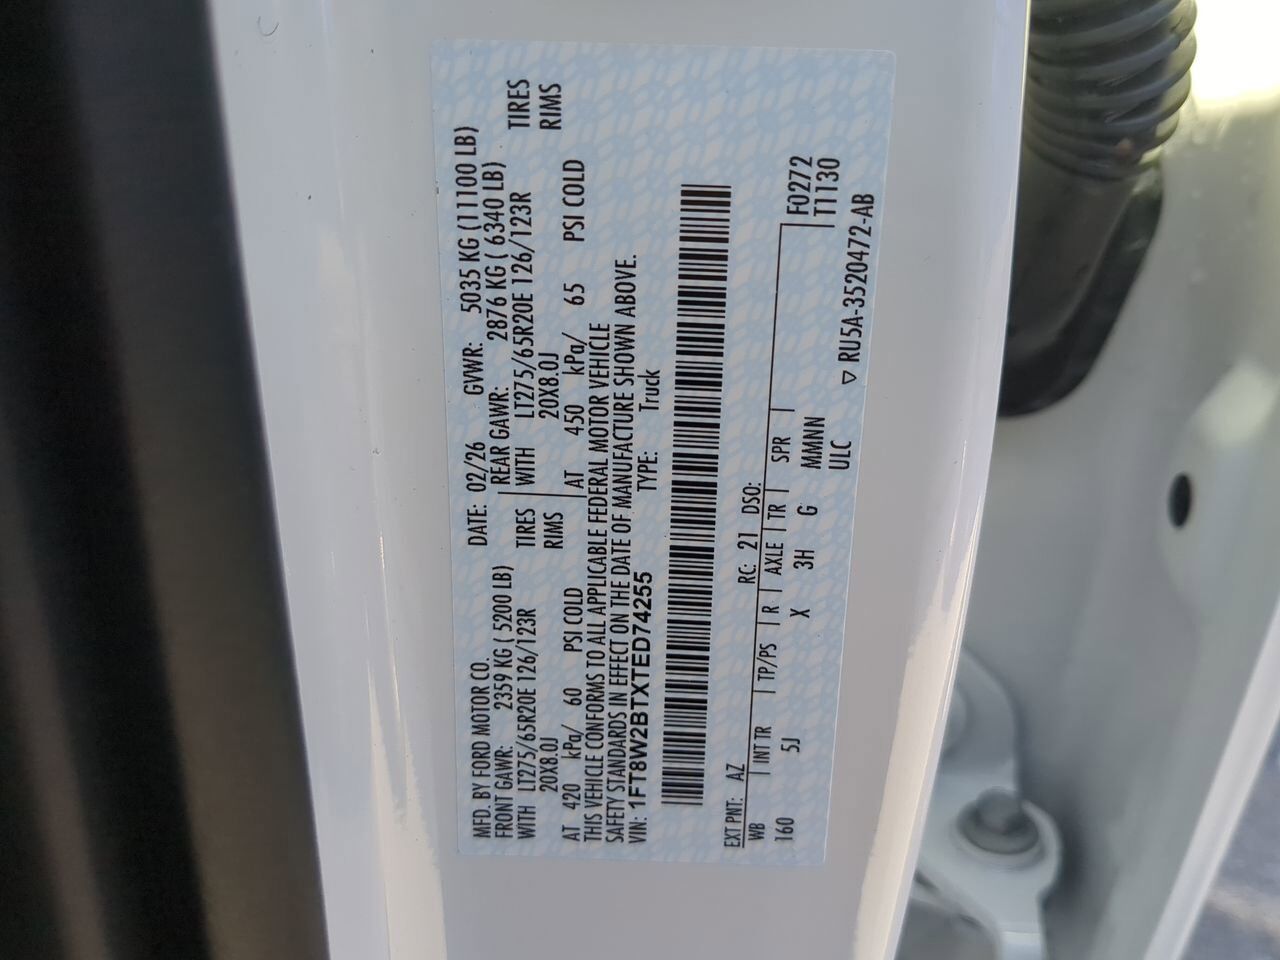 MFD. BY FORD MOTOR CO. DATE: 02/26 GVWR: 5035 KG (11100 LB)
FRONT GAWR: 2359 KG ( 5200 LB) REAR GAWR: 2876 KG ( 6340 LB)
WITH LT275/65R20E 126/123R TIRES WITH LT275/65R20E 126/123R TIRES
20X8.0J RIMS 20X8.0J RIMS
AT 420 kPa/ 60 PSI COLD AT 450 kPa/ 65 PSI COLD
THIS VEHICLE CONFORMS TO ALL APPLICABLE FEDERAL MOTOR VEHICLE
SAFETY STANDARDS IN EFFECT ON THE DATE OF MANUFACTURE SHOWN ABOVE.
VIN: 1FT8W2BTXTED74255 TYPE: Truck
EXT PNT: AZ RC: 21 DSO:
WB INT TR TP/PS R AXLE TR SPR F0272
160 5J X 3H G MMMNN T1130
ULC
▽ RU5A-3520472-AB